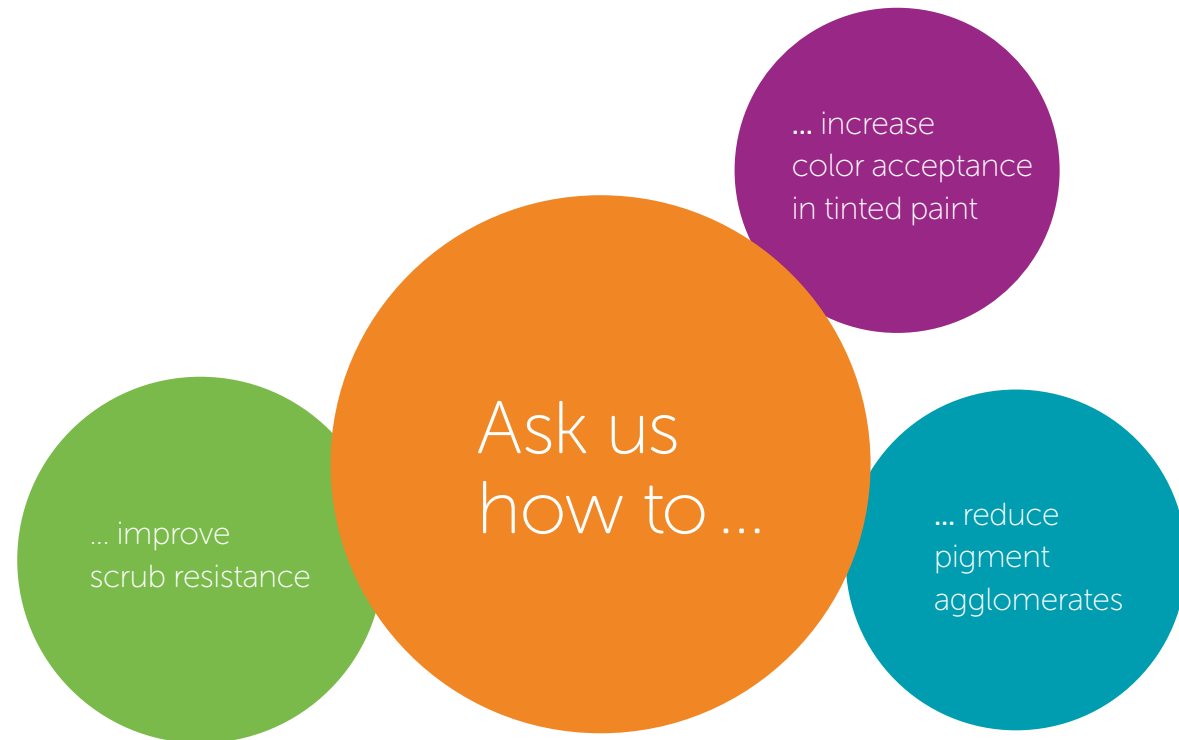 Ask us
how to ...
... increase
color acceptance
in tinted paint
... improve
scrub resistance
... reduce
pigment
agglomerates